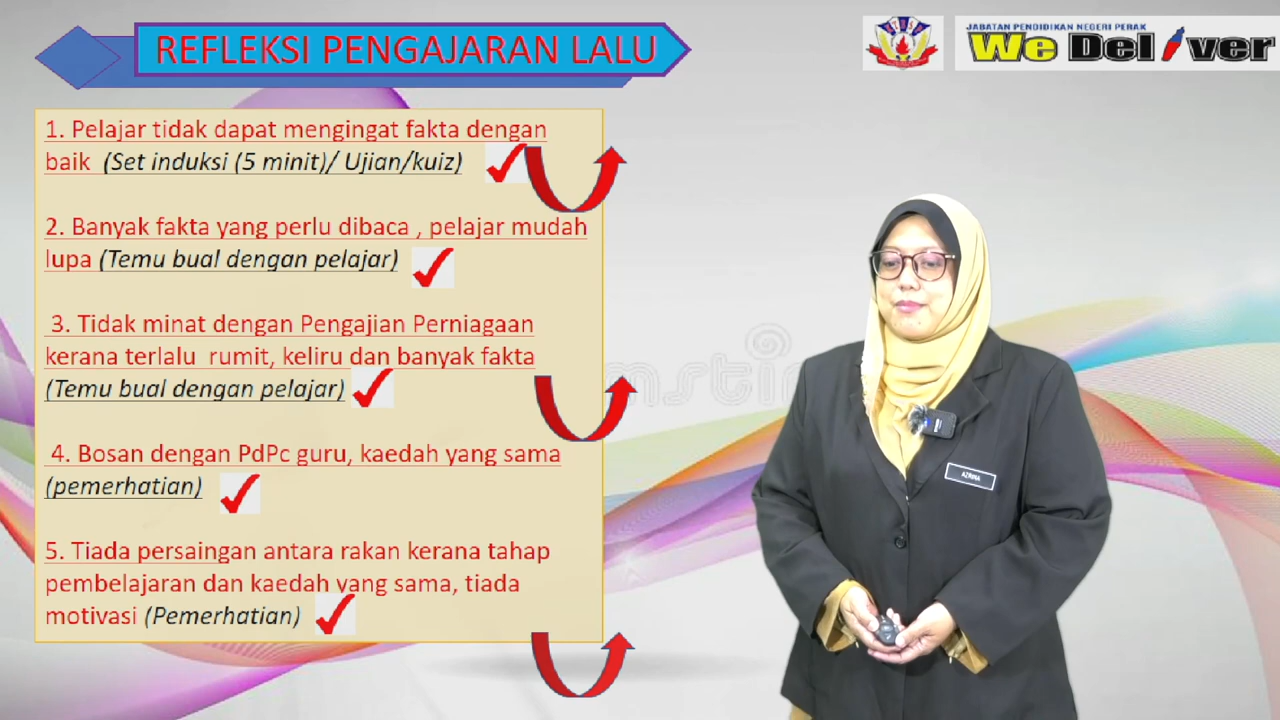 REFLEKSI PENGAJARAN LALU
JABATAN PENDIDIKAN NEGERI PERAK
We Deliver
1. Pelajar tidak dapat mengingat fakta dengan
baik (Set induksi (5 minit)/ Ujian/kuiz)
2. Banyak fakta yang perlu dibaca , pelajar mudah
lupa (Temu bual dengan pelajar)
3. Tidak minat dengan Pengajian Perniagaan
kerana terlalu rumit, keliru dan banyak fakta
(Temu bual dengan pelajar)
4. Bosan dengan PdPc guru, kaedah yang sama
(pemerhatian)
5. Tiada persaingan antara rakan kerana tahap
pembelajaran dan kaedah yang sama, tiada
motivasi (Pemerhatian)
AZRINA